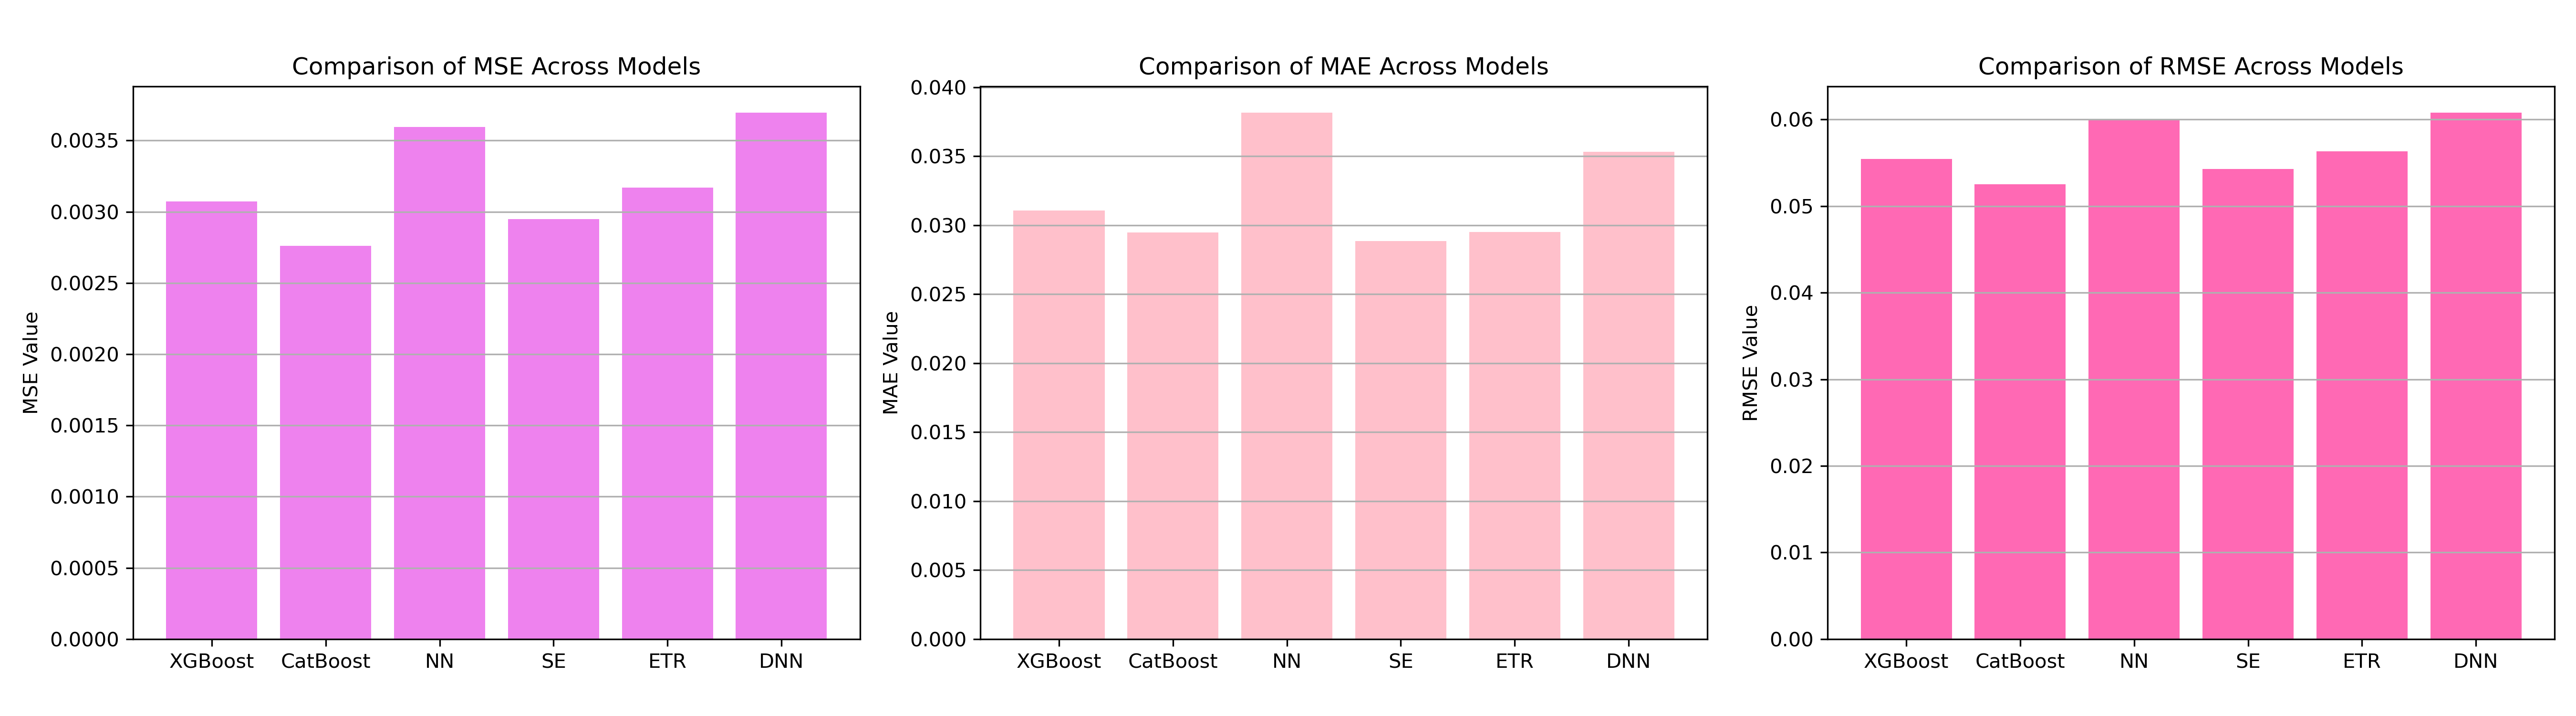 Comparison of MSE Across Models
MSE Value
0.0035
0.0030
0.0025
0.0020
0.0015
0.0010
0.0005
0.0000
XGBoost CatBoost NN SE ETR DNN
Comparison of MAE Across Models
MAE Value
0.040
0.035
0.030
0.025
0.020
0.015
0.010
0.005
0.000
XGBoost CatBoost NN SE ETR DNN
Comparison of RMSE Across Models
RMSE Value
0.06
0.05
0.04
0.03
0.02
0.01
0.00
XGBoost CatBoost NN SE ETR DNN